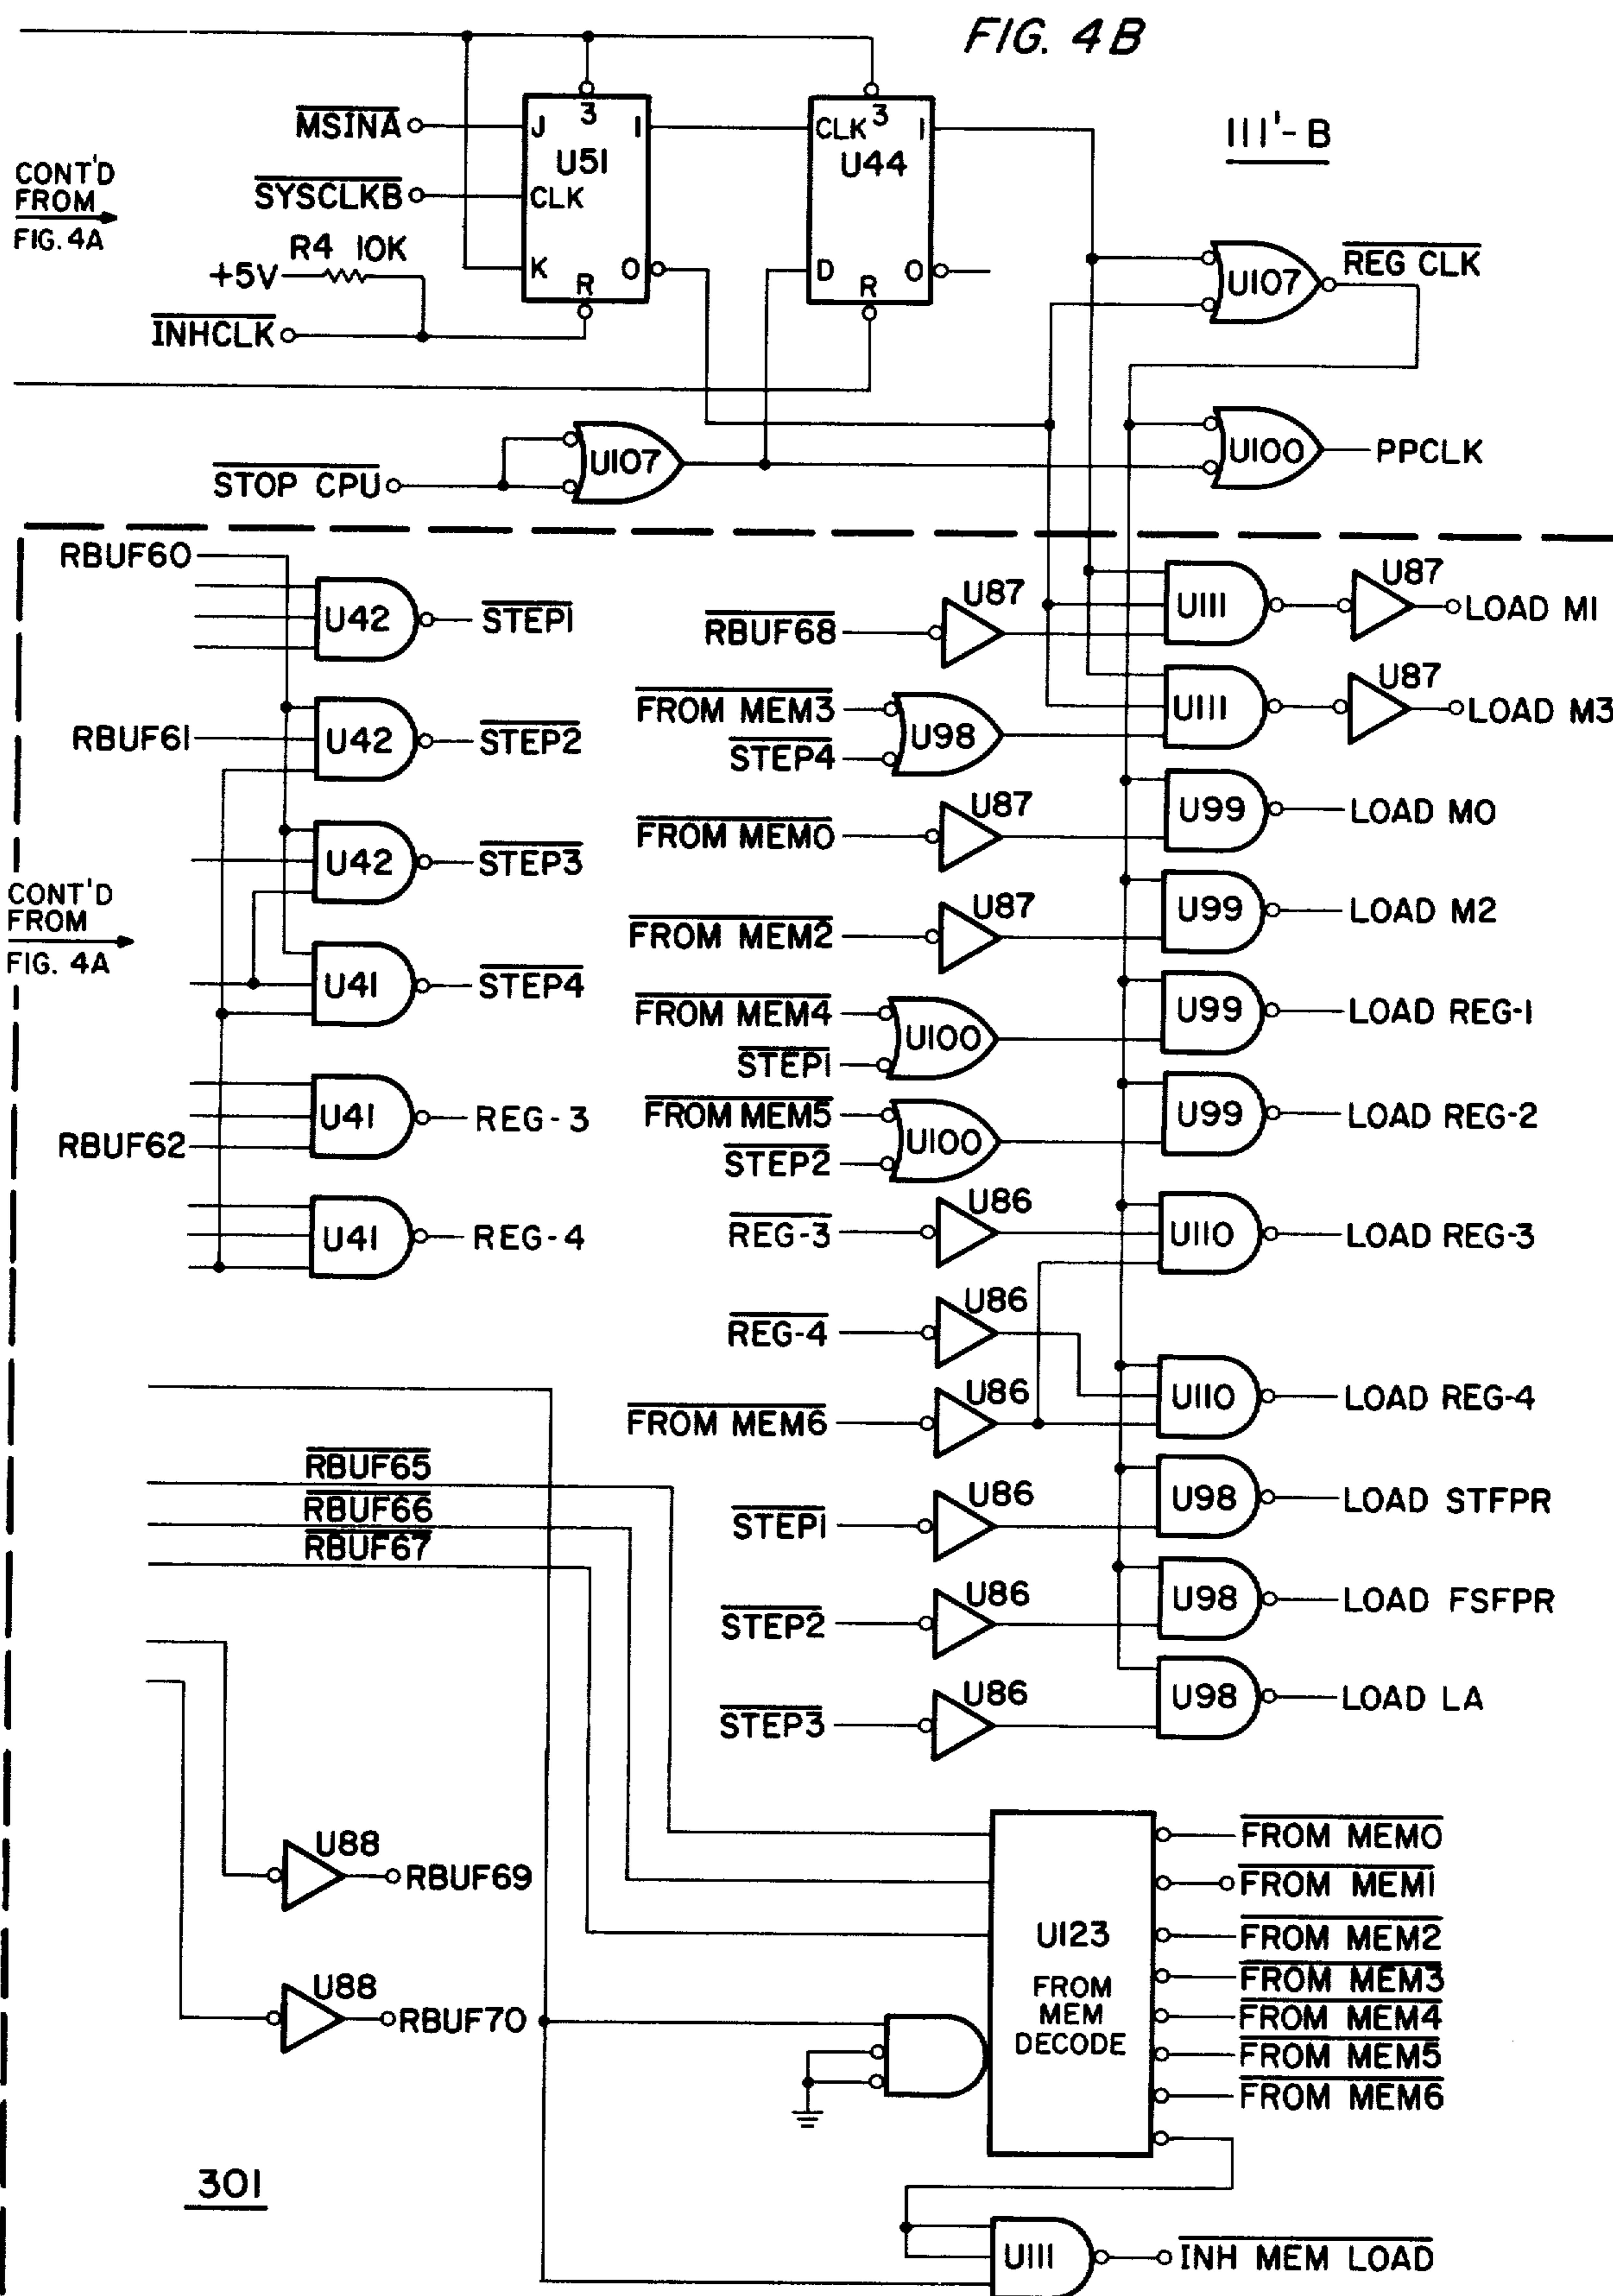 FIG. 4B
111'-B
CONT'D
FROM
FIG. 4A
MSINA
SYSCLKB
R4 10K
+5V
INHCLK
J 3 1
U51
CLK
K R 0
CLK 3 1
U44
D R 0
U107
REG CLK
STOP CPU
U107
U100
PPCLK
RBUF60
U42
STEP1
RBUF61
U42
STEP2
U42
STEP3
CONT'D
FROM
FIG. 4A
U41
STEP4
U41
REG-3
RBUF62
U41
REG-4
RBUF68
U87
U111
U87
LOAD M1
FROM MEM3
STEP4
U98
U111
U87
LOAD M3
FROM MEM0
U87
U99
LOAD M0
FROM MEM2
U87
U99
LOAD M2
FROM MEM4
STEP1
U100
U99
LOAD REG-1
FROM MEM5
STEP2
U100
U99
LOAD REG-2
REG-3
U86
U110
LOAD REG-3
REG-4
U86
FROM MEM6
U86
U110
LOAD REG-4
STEP1
U86
U98
LOAD STFPR
STEP2
U86
U98
LOAD FSFPR
STEP3
U86
U98
LOAD LA
RBUF65
RBUF66
RBUF67
U88
RBUF69
U88
RBUF70
U123
FROM
MEM
DECODE
FROM MEM0
FROM MEM1
FROM MEM2
FROM MEM3
FROM MEM4
FROM MEM5
FROM MEM6
301
U111
INH MEM LOAD